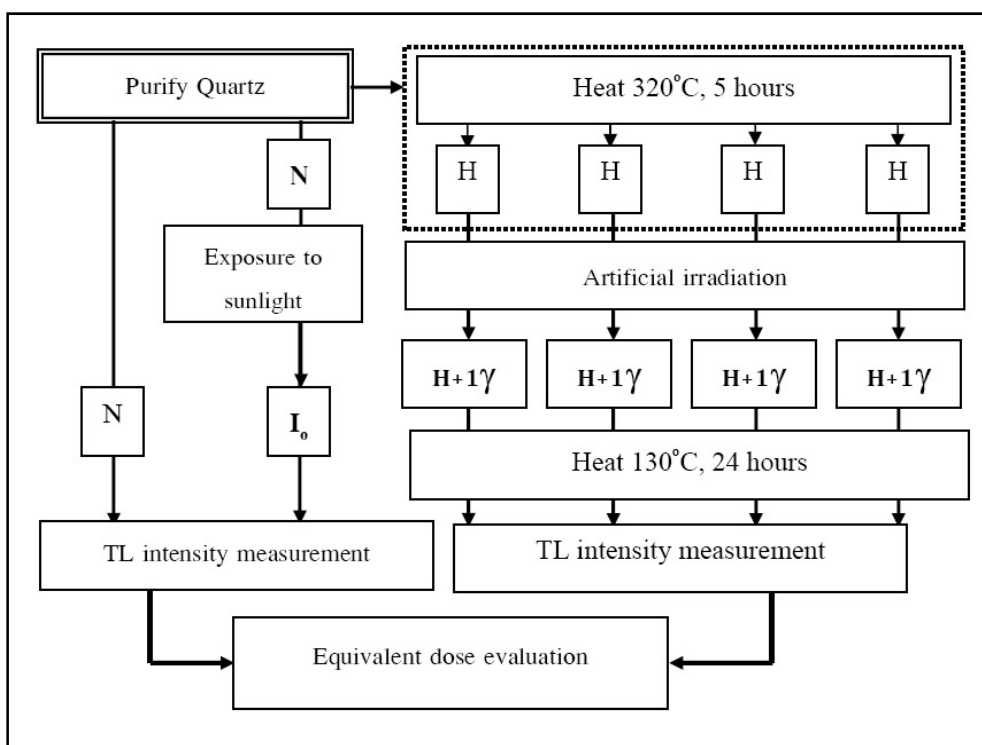 Purify Quartz
Heat 320°C, 5 hours
N
H H H H
Exposure to
sunlight
Artificial irradiation
H+1γ H+1γ H+1γ H+1γ
N
I₀
Heat 130°C, 24 hours
TL intensity measurement
TL intensity measurement
Equivalent dose evaluation